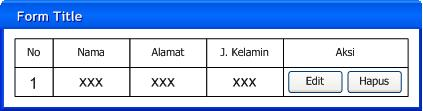 Form Title
No Nama Alamat J. Kelamin Aksi
1 xxx xxx xxx Edit Hapus